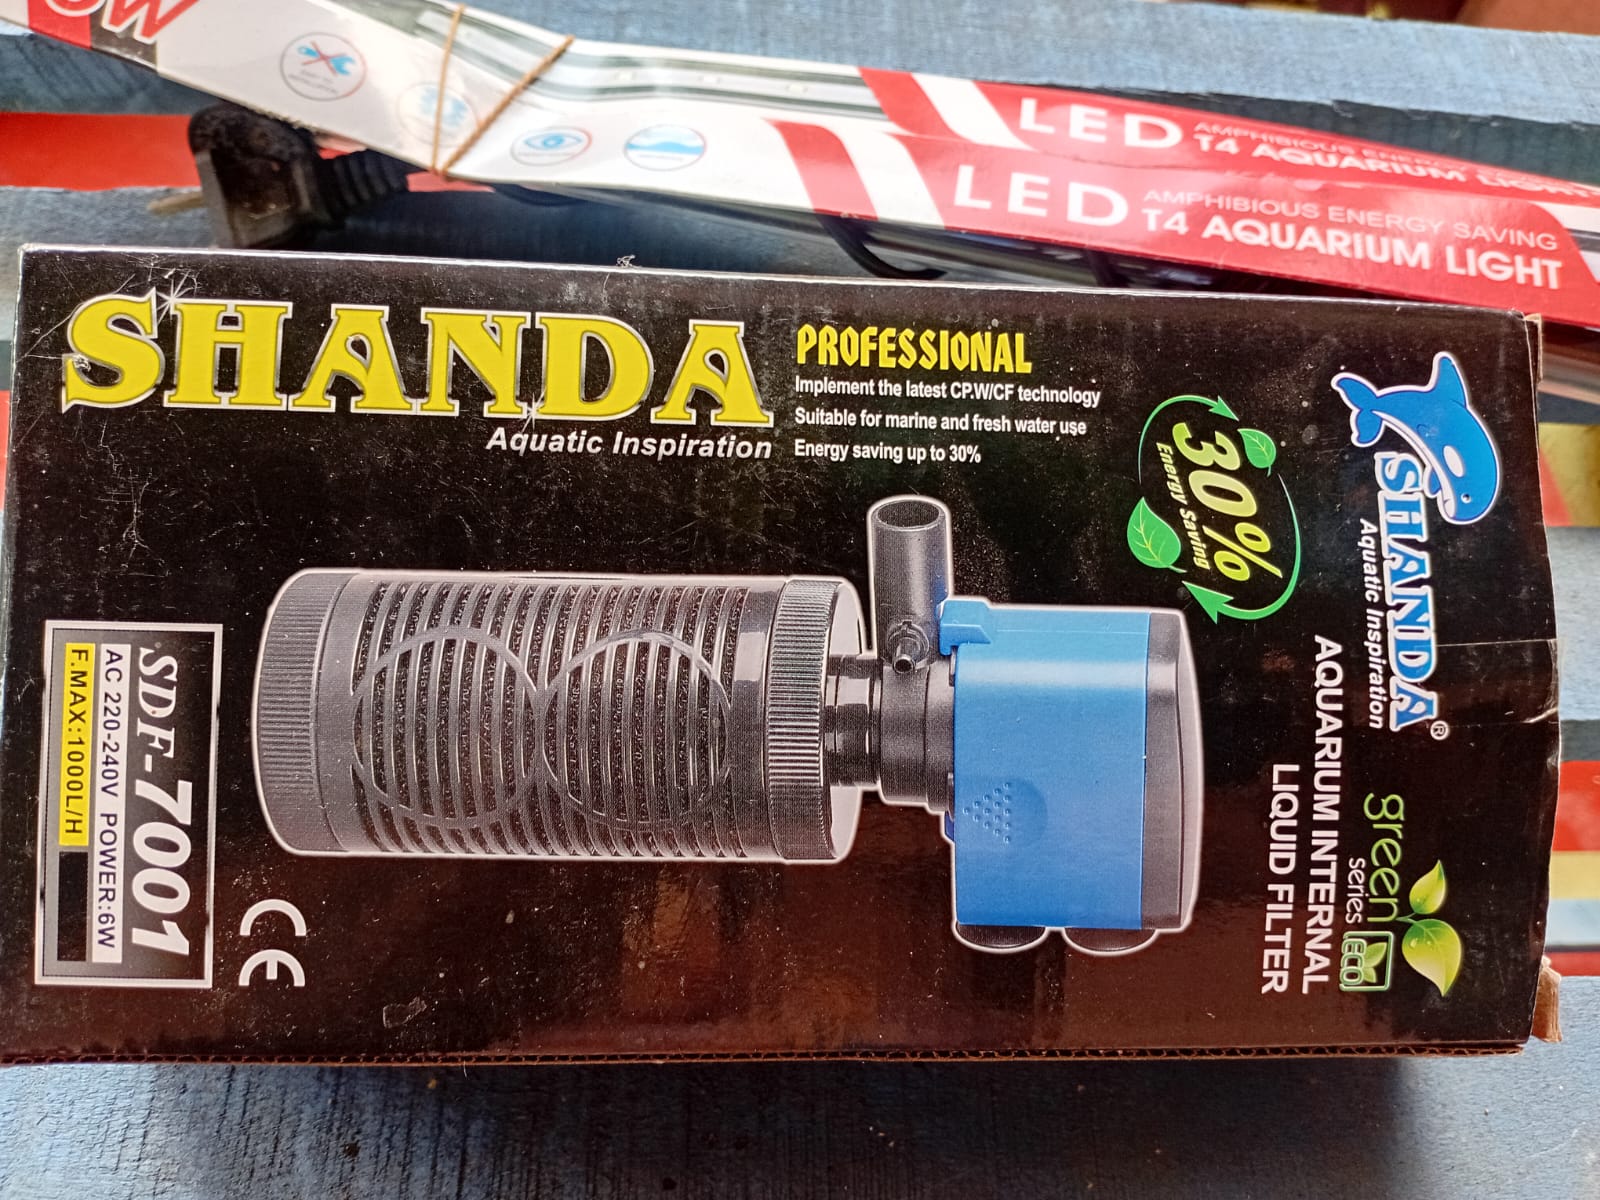 LED
AMPHIBIOUS ENERGY
T4 AQUARIUM LIGHT
LED
AMPHIBIOUS ENERGY SAVING
T4 AQUARIUM LIGHT
SHANDA
Aquatic Inspiration
PROFESSIONAL
Implement the latest CP.W/CF technology
Suitable for marine and fresh water use
Energy saving up to 30%
30%
Energy Saving
SHANDA®
Aquatic Inspiration
green
series
ECO
AQUARIUM INTERNAL
LIQUID FILTER
SDF-7001
AC 220-240V POWER:6W
F.MAX:1000L/H
CE